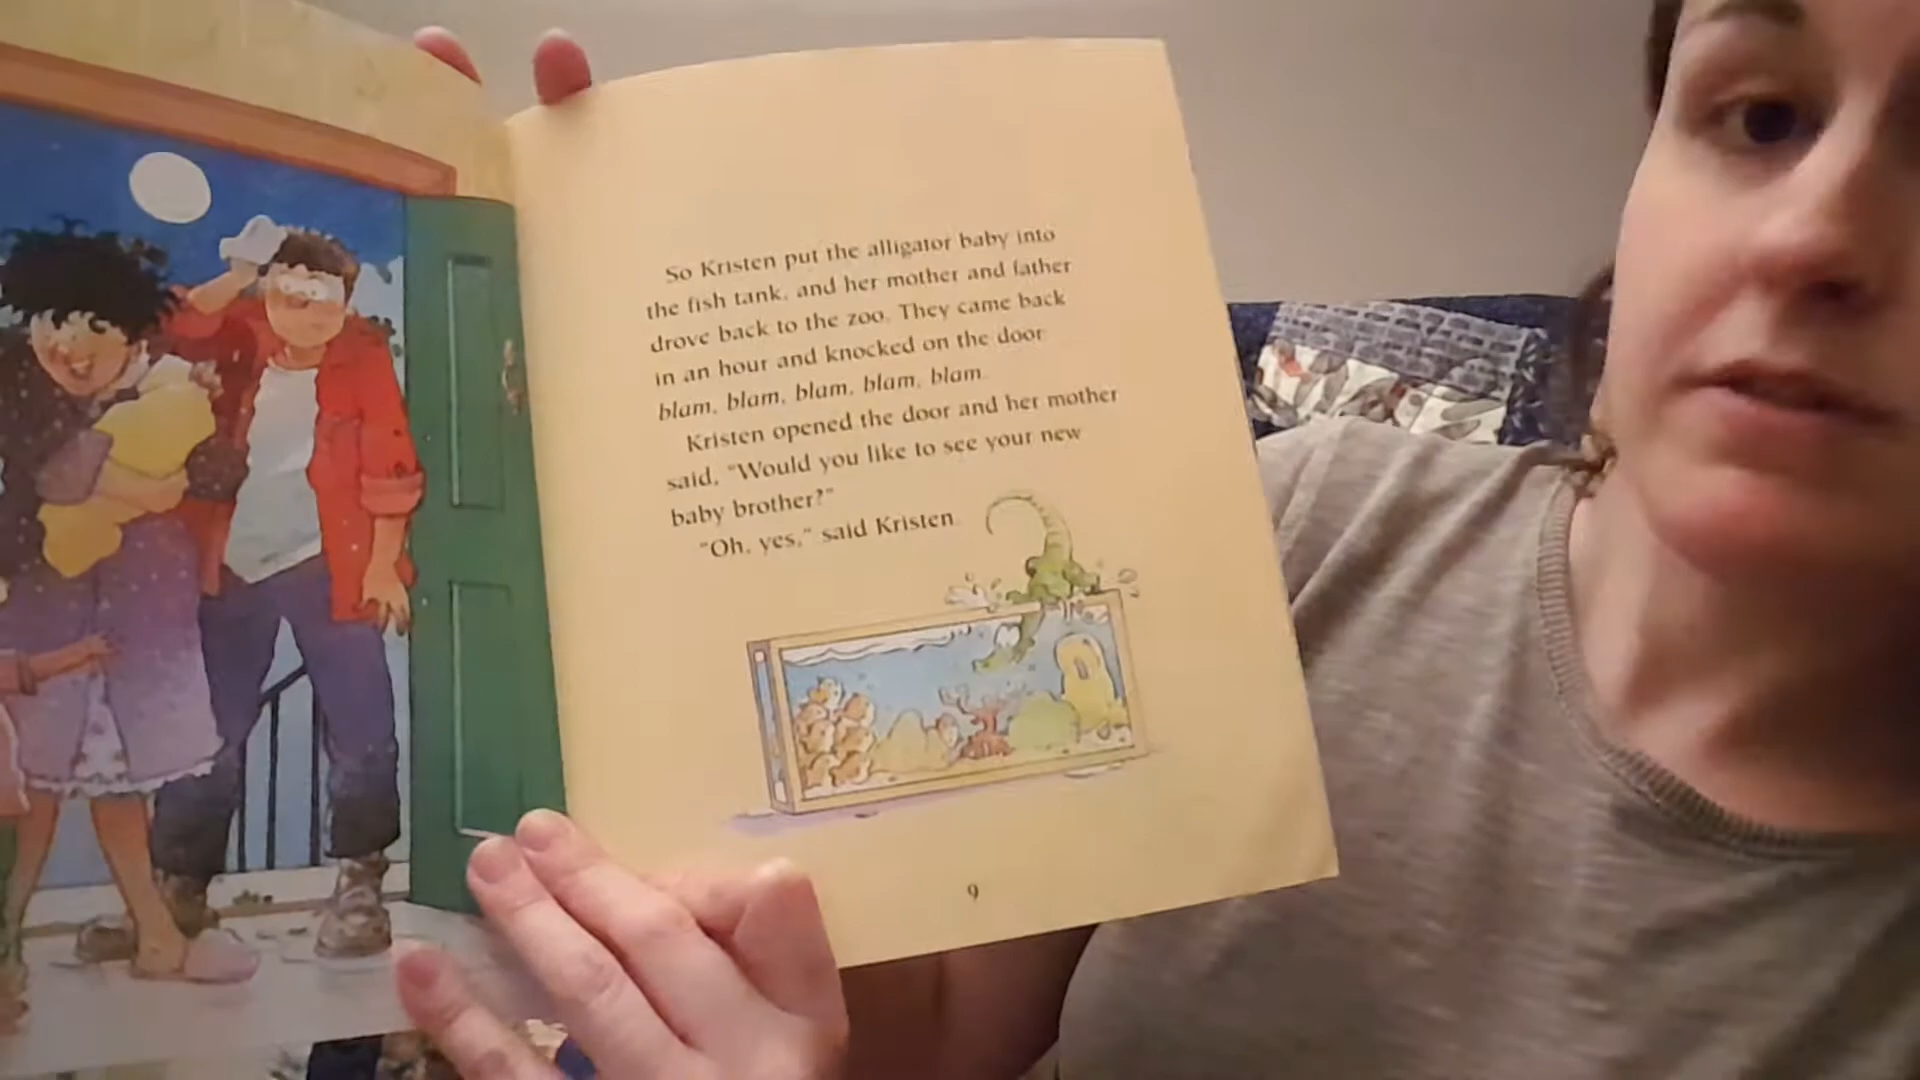 So Kristen put the alligator baby into
the fish tank, and her mother and father
drove back to the zoo. They came back
in an hour and knocked on the door
blam, blam, blam, blam, blam.
Kristen opened the door and her mother
said, "Would you like to see your new
baby brother?"
"Oh, yes," said Kristen.
9